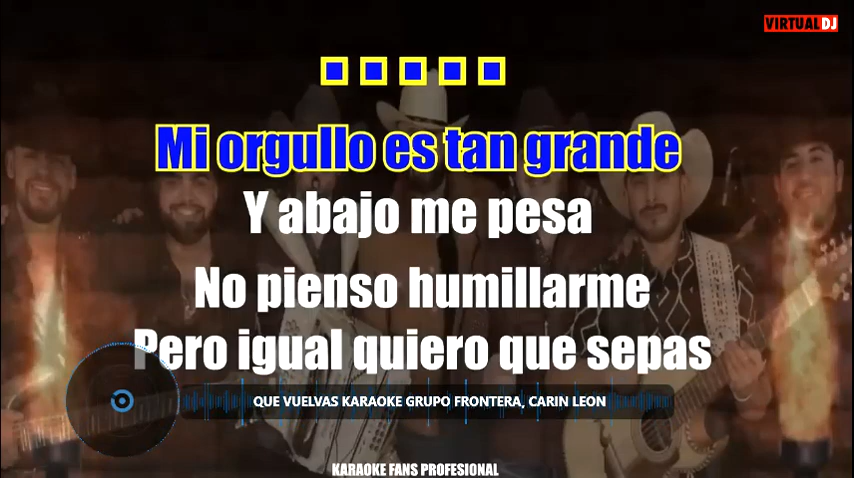 VIRTUAL DJ
Mi orgullo es tan grande
Y abajo me pesa
No pienso humillarme
Pero igual quiero que sepas
QUE VUELVAS KARAOKE GRUPO FRONTERA, CARIN LEON
KARAOKE FANS PROFESIONAL